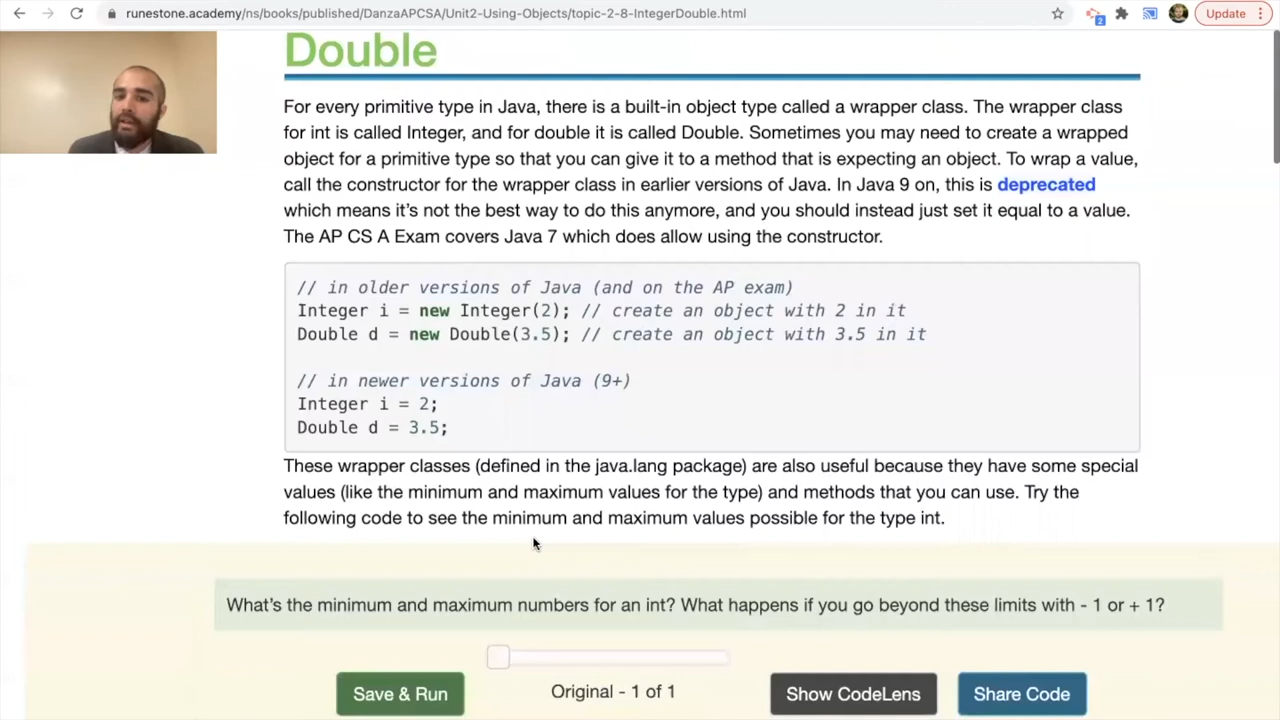 runestone.academy/ns/books/published/DanzaAPCSA/Unit2-Using-Objects/topic-2-8-IntegerDouble.html
2
Update
Double
For every primitive type in Java, there is a built-in object type called a wrapper class. The wrapper class
for int is called Integer, and for double it is called Double. Sometimes you may need to create a wrapped
object for a primitive type so that you can give it to a method that is expecting an object. To wrap a value,
call the constructor for the wrapper class in earlier versions of Java. In Java 9 on, this is deprecated
which means it's not the best way to do this anymore, and you should instead just set it equal to a value.
The AP CS A Exam covers Java 7 which does allow using the constructor.
// in older versions of Java (and on the AP exam)
Integer i = new Integer(2); // create an object with 2 in it
Double d = new Double(3.5); // create an object with 3.5 in it
// in newer versions of Java (9+)
Integer i = 2;
Double d = 3.5;
These wrapper classes (defined in the java.lang package) are also useful because they have some special
values (like the minimum and maximum values for the type) and methods that you can use. Try the
following code to see the minimum and maximum values possible for the type int.
What's the minimum and maximum numbers for an int? What happens if you go beyond these limits with - 1 or + 1?
Save & Run
Original - 1 of 1
Show CodeLens
Share Code